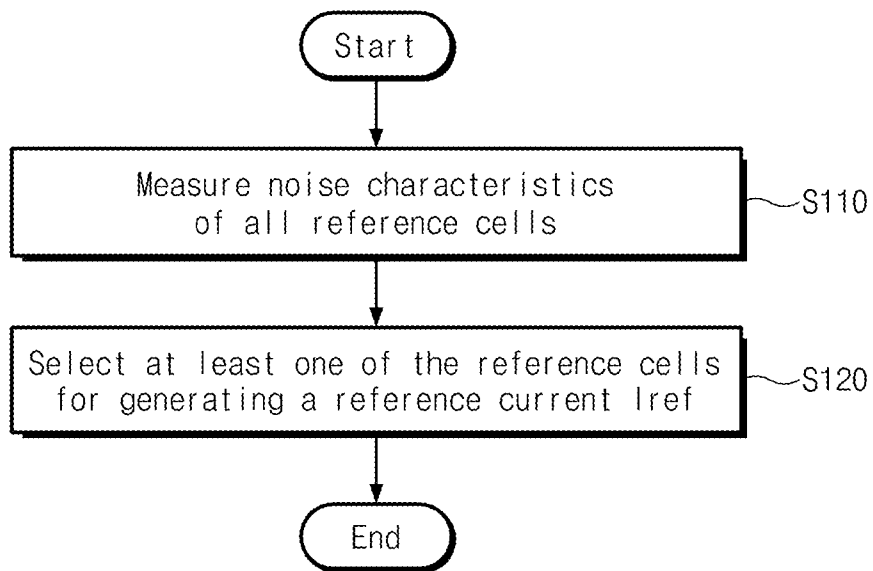 Start
Measure noise characteristics
of all reference cells
S110
Select at least one of the reference cells
for generating a reference current Iref
S120
End